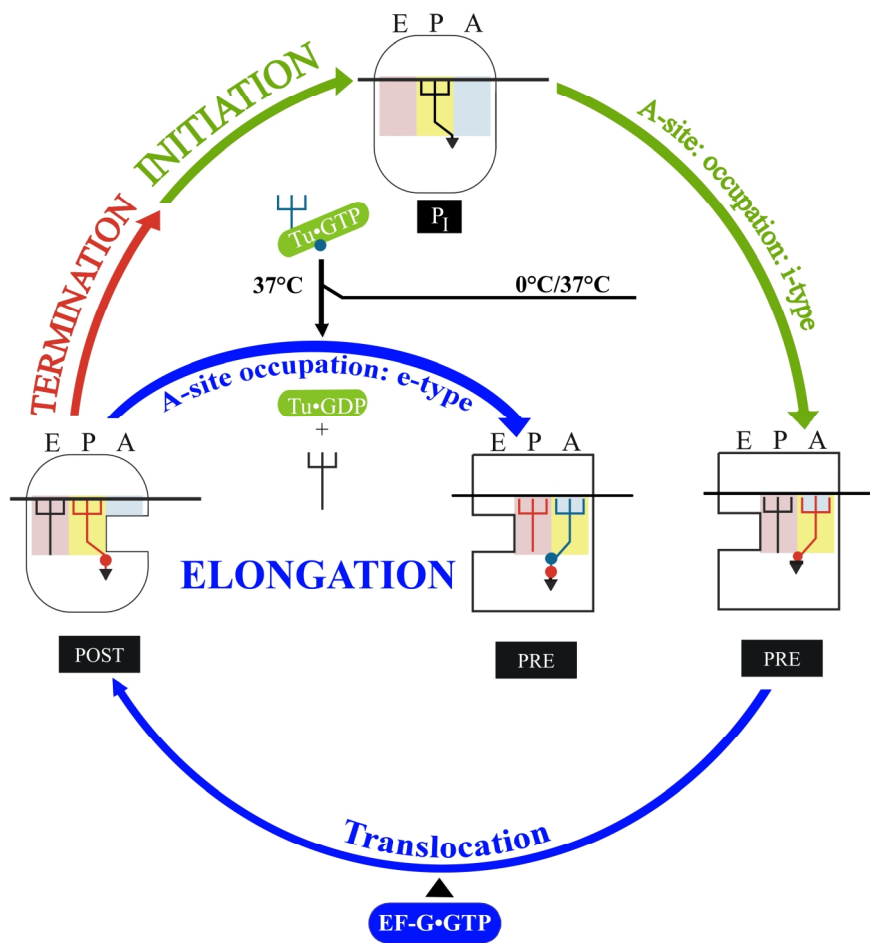 E P A
INITIATION
P_I
A-site: occupation: i-type
TERMINATION
Tu•GTP
37°C
0°C/37°C
A-site occupation: e-type
Tu•GDP
+
E P A
E P A
E P A
ELONGATION
POST
PRE
PRE
Translocation
EF-G•GTP